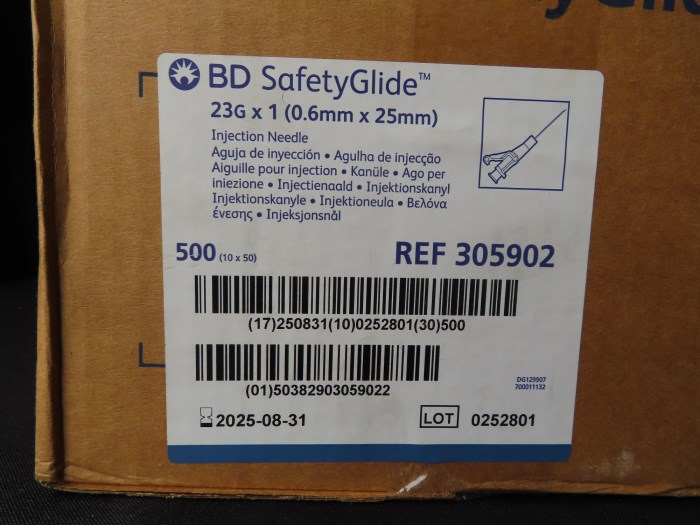 BD SafetyGlide™
23G x 1 (0.6mm x 25mm)
Injection Needle
Aguja de inyección • Agulha de injecção
Aiguille pour injection • Kanüle • Ago per
iniezione • Injectienaald • Injektionskanyl
Injektionskanyle • Injektioneula • Βελόνα
ένεσης • Injeksjonsnål
500 (10 x 50)
REF 305902
(17)250831(10)0252801(30)500
(01)50382903059022
DG129907
700011132
2025-08-31
LOT 0252801